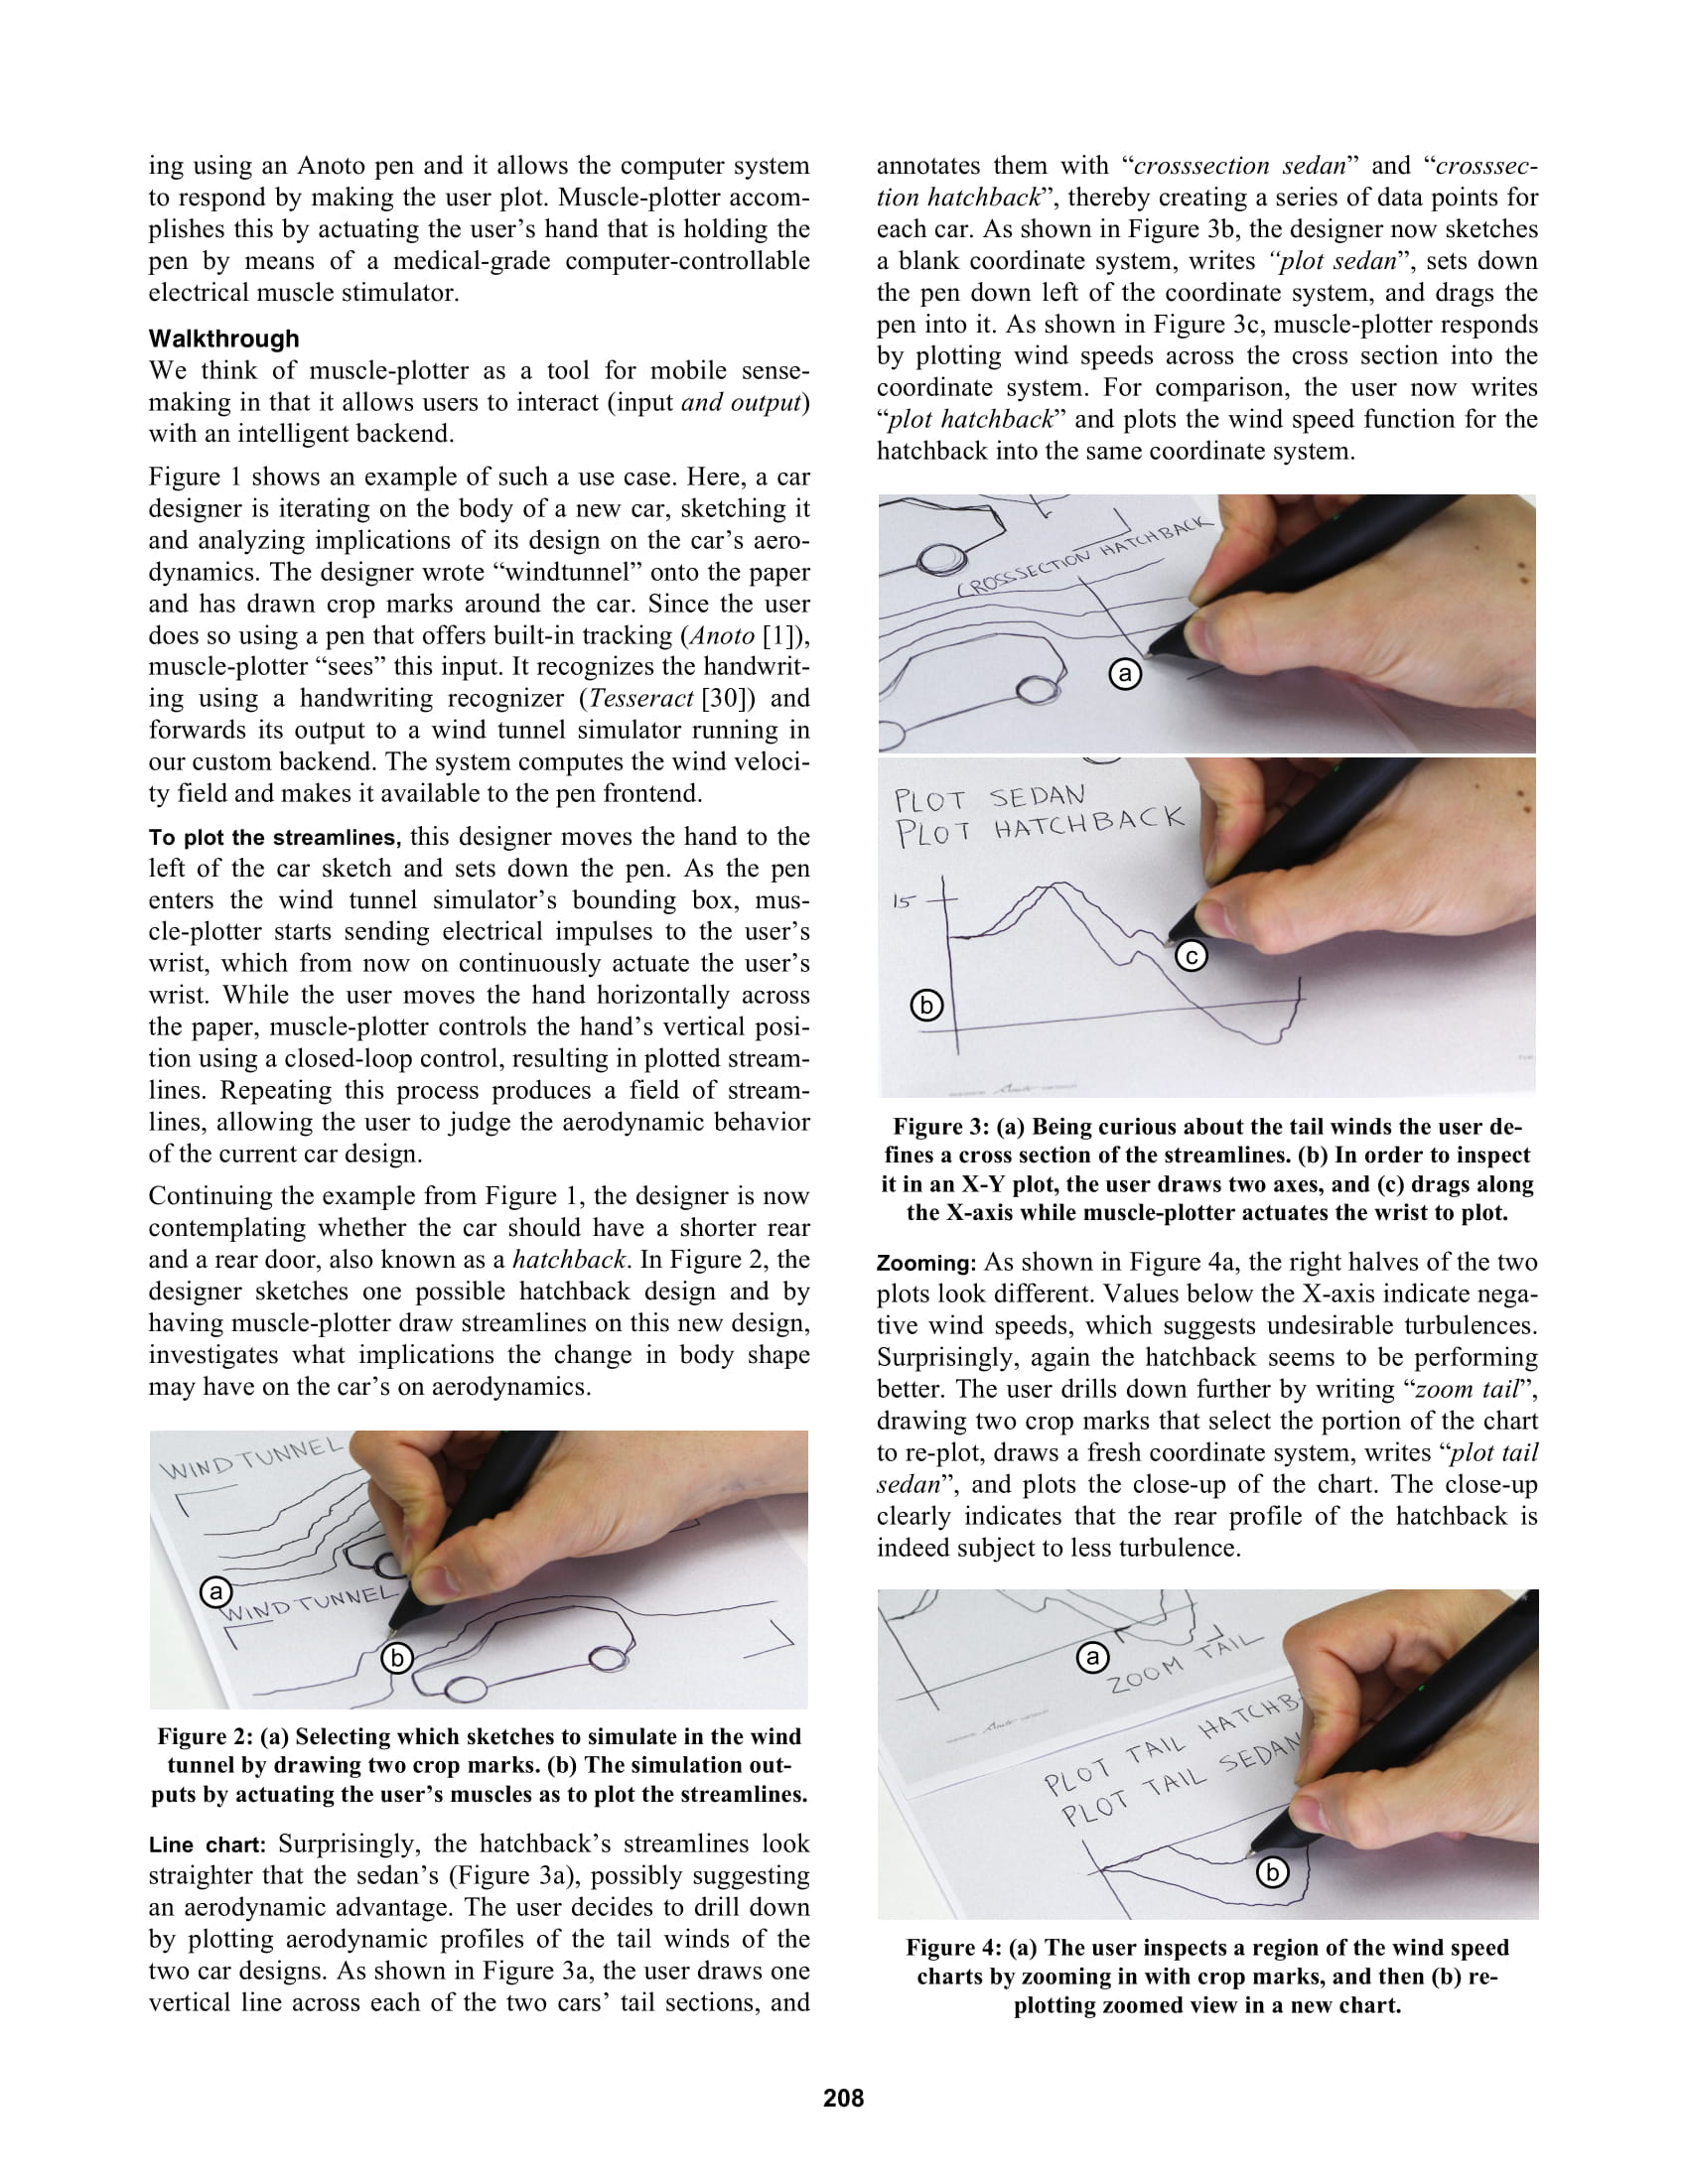 ing using an Anoto pen and it allows the computer system
to respond by making the user plot. Muscle-plotter accom-
plishes this by actuating the user's hand that is holding the
pen by means of a medical-grade computer-controllable
electrical muscle stimulator.
Walkthrough
We think of muscle-plotter as a tool for mobile sense-
making in that it allows users to interact (input and output)
with an intelligent backend.
Figure 1 shows an example of such a use case. Here, a car
designer is iterating on the body of a new car, sketching it
and analyzing implications of its design on the car's aero-
dynamics. The designer wrote “windtunnel” onto the paper
and has drawn crop marks around the car. Since the user
does so using a pen that offers built-in tracking (Anoto [1]),
muscle-plotter “sees” this input. It recognizes the handwrit-
ing using a handwriting recognizer (Tesseract [30]) and
forwards its output to a wind tunnel simulator running in
our custom backend. The system computes the wind veloci-
ty field and makes it available to the pen frontend.
To plot the streamlines, this designer moves the hand to the
left of the car sketch and sets down the pen. As the pen
enters the wind tunnel simulator's bounding box, mus-
cle-plotter starts sending electrical impulses to the user's
wrist, which from now on continuously actuate the user's
wrist. While the user moves the hand horizontally across
the paper, muscle-plotter controls the hand's vertical posi-
tion using a closed-loop control, resulting in plotted stream-
lines. Repeating this process produces a field of stream-
lines, allowing the user to judge the aerodynamic behavior
of the current car design.
Continuing the example from Figure 1, the designer is now
contemplating whether the car should have a shorter rear
and a rear door, also known as a hatchback. In Figure 2, the
designer sketches one possible hatchback design and by
having muscle-plotter draw streamlines on this new design,
investigates what implications the change in body shape
may have on the car's on aerodynamics.
WIND TUNNEL
a
WIND TUNNEL
b
Figure 2: (a) Selecting which sketches to simulate in the wind
tunnel by drawing two crop marks. (b) The simulation out-
puts by actuating the user's muscles as to plot the streamlines.
Line chart: Surprisingly, the hatchback's streamlines look
straighter that the sedan's (Figure 3a), possibly suggesting
an aerodynamic advantage. The user decides to drill down
by plotting aerodynamic profiles of the tail winds of the
two car designs. As shown in Figure 3a, the user draws one
vertical line across each of the two cars' tail sections, and
annotates them with “crosssection sedan” and “crosssec-
tion hatchback”, thereby creating a series of data points for
each car. As shown in Figure 3b, the designer now sketches
a blank coordinate system, writes “plot sedan”, sets down
the pen down left of the coordinate system, and drags the
pen into it. As shown in Figure 3c, muscle-plotter responds
by plotting wind speeds across the cross section into the
coordinate system. For comparison, the user now writes
“plot hatchback” and plots the wind speed function for the
hatchback into the same coordinate system.
CROSSSECTION HATCHBACK
a
PLOT SEDAN
PLOT HATCHBACK
15
c
b
Figure 3: (a) Being curious about the tail winds the user de-
fines a cross section of the streamlines. (b) In order to inspect
it in an X-Y plot, the user draws two axes, and (c) drags along
the X-axis while muscle-plotter actuates the wrist to plot.
Zooming: As shown in Figure 4a, the right halves of the two
plots look different. Values below the X-axis indicate nega-
tive wind speeds, which suggests undesirable turbulences.
Surprisingly, again the hatchback seems to be performing
better. The user drills down further by writing “zoom tail”,
drawing two crop marks that select the portion of the chart
to re-plot, draws a fresh coordinate system, writes “plot tail
sedan”, and plots the close-up of the chart. The close-up
clearly indicates that the rear profile of the hatchback is
indeed subject to less turbulence.
a
ZOOM TAIL
PLOT TAIL HATCHB
PLOT TAIL SEDAN
b
Figure 4: (a) The user inspects a region of the wind speed
charts by zooming in with crop marks, and then (b) re-
plotting zoomed view in a new chart.
208